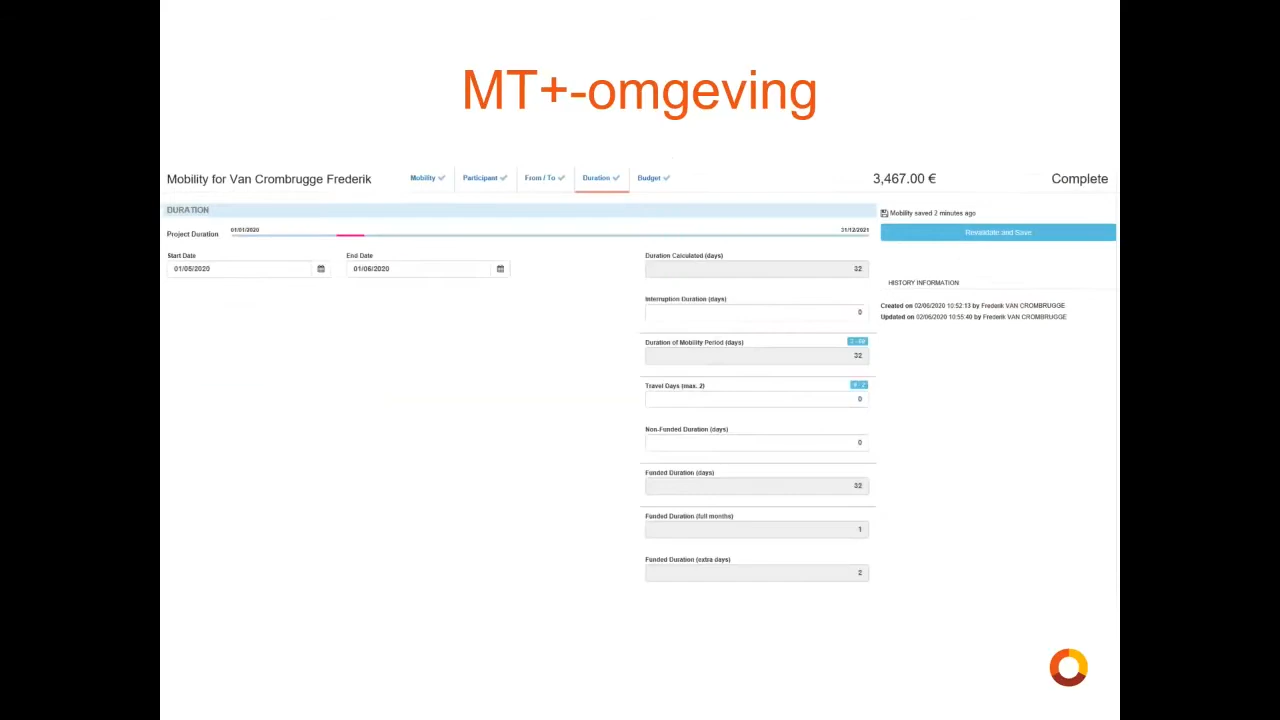 MT+-omgeving
Mobility for Van Crombrugge Frederik
Mobility
Participant
From / To
Duration
Budget
3,467.00 €
Complete
DURATION
Mobility saved 2 minutes ago
Revalidate and Save
Project Duration
01/01/2020
31/12/2021
Start Date
End Date
01/05/2020
01/06/2020
Duration Calculated (days)
32
Interruption Duration (days)
0
Duration of Mobility Period (days)
32
Travel Days (max. 2)
0
Non-Funded Duration (days)
0
Funded Duration (days)
32
Funded Duration (full months)
1
Funded Duration (extra days)
2
HISTORY INFORMATION
Created on 02/06/2020 10:52:13 by Frederik VAN CROMBRUGGE
Updated on 02/06/2020 10:55:40 by Frederik VAN CROMBRUGGE